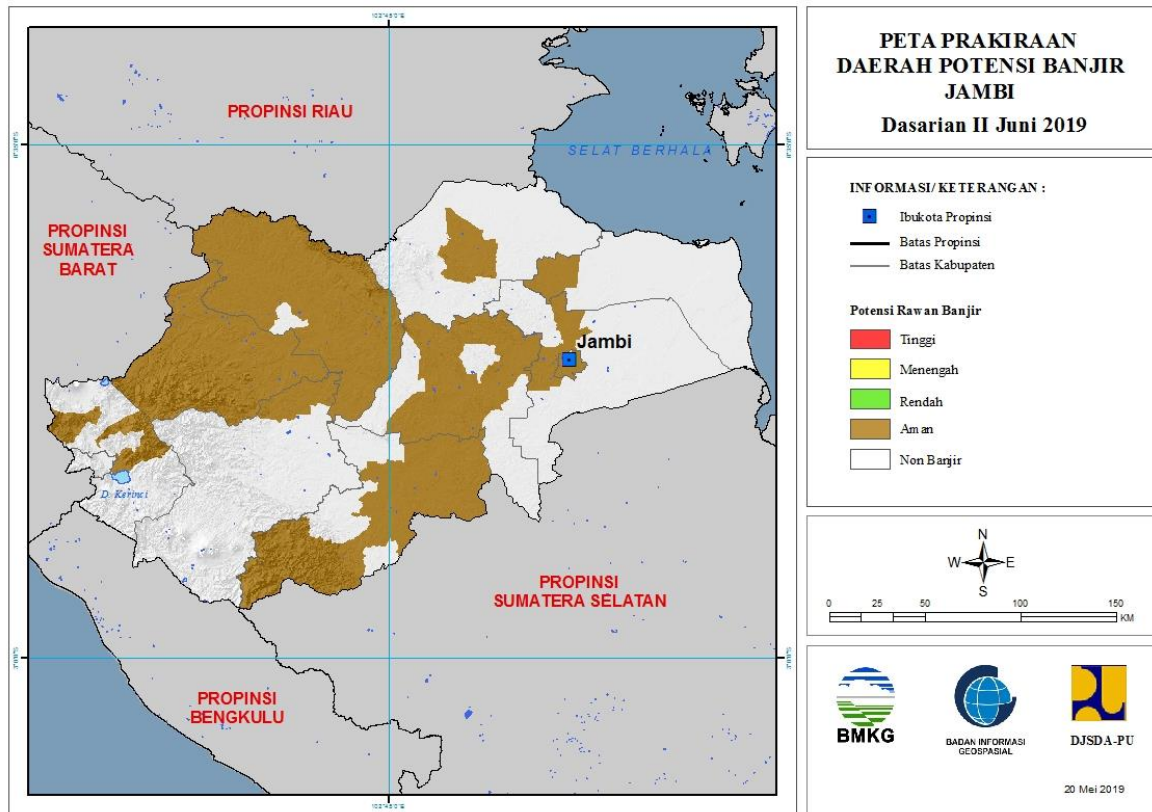 PETA PRAKIRAAN
DAERAH POTENSI BANJIR
JAMBI
Dasarian II Juni 2019
PROPINSI RIAU
SELAT BERHALA
PROPINSI
SUMATERA
BARAT
Jambi
D. Kerinci
PROPINSI
SUMATERA SELATAN
PROPINSI
BENGKULU
INFORMASI/ KETERANGAN :
Ibukota Propinsi
Batas Propinsi
Batas Kabupaten
Potensi Rawan Banjir
Tinggi
Menengah
Rendah
Aman
Non Banjir
N
W E
S
0 25 50 100 150
KM
BMKG
BADAN INFORMASI
GEOSPASIAL
DJSDA-PU
20 Mei 2019